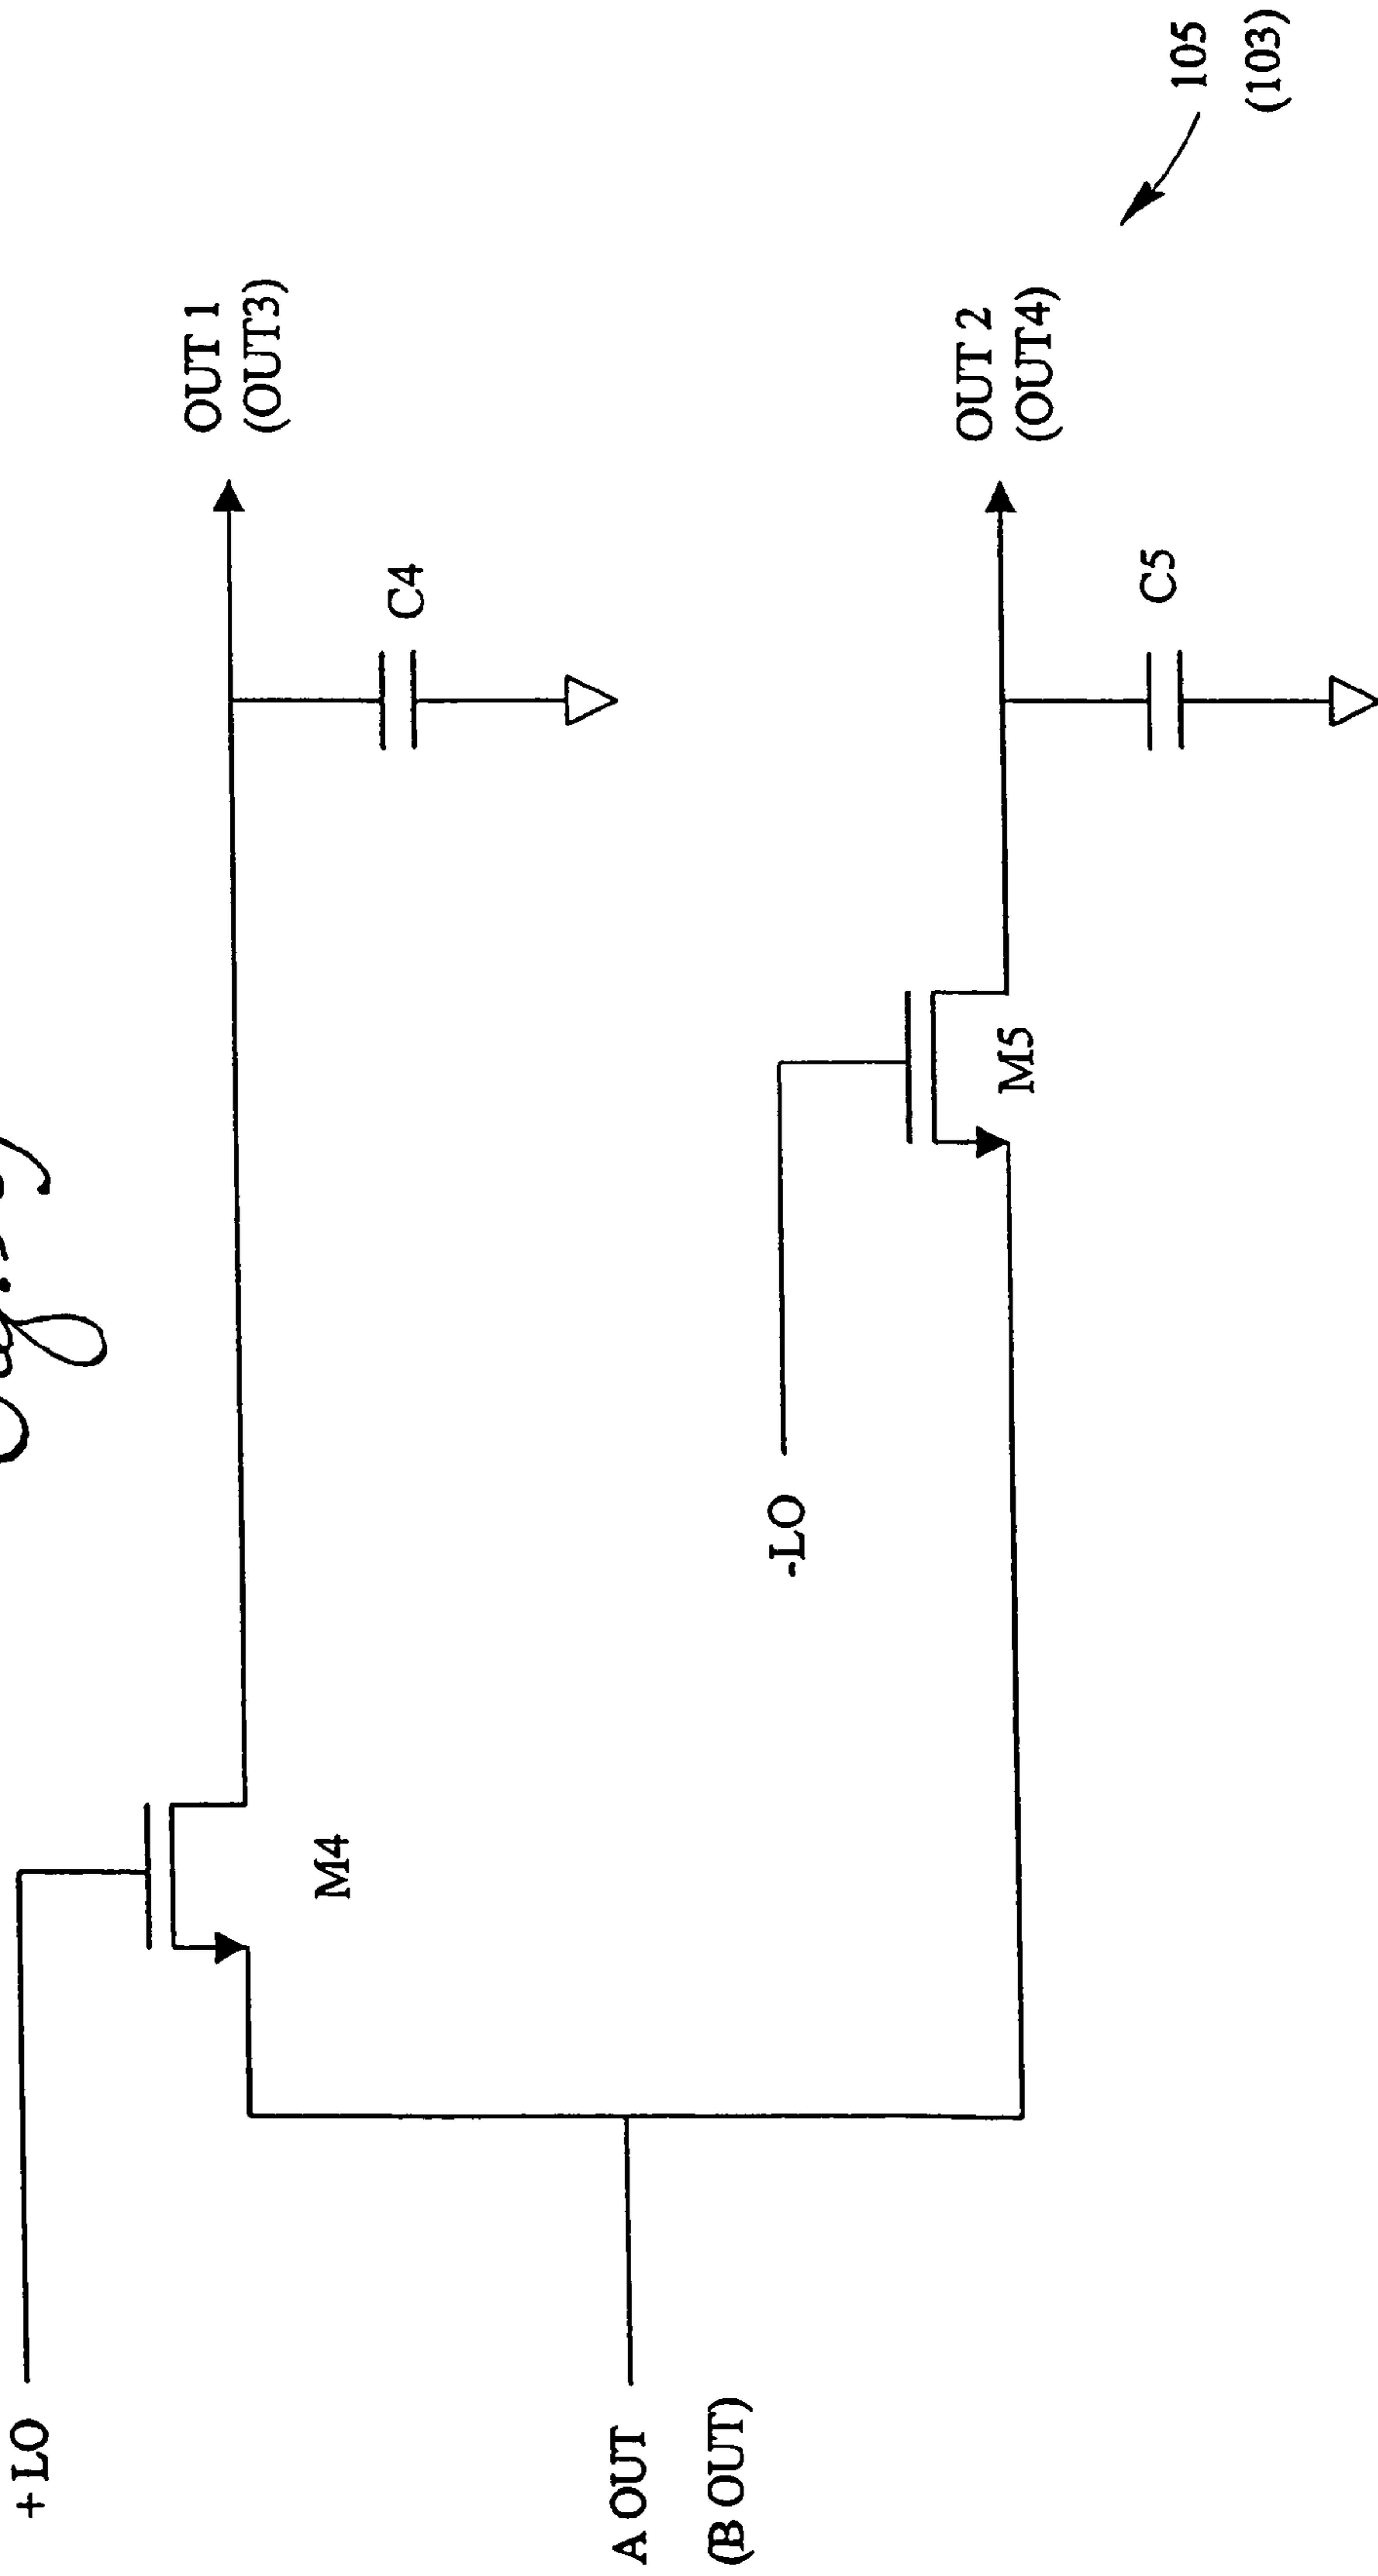 + LO
M4
OUT 1
(OUT3)
C4
A OUT
(B OUT)
-LO
M5
OUT 2
(OUT4)
C5
105
(103)